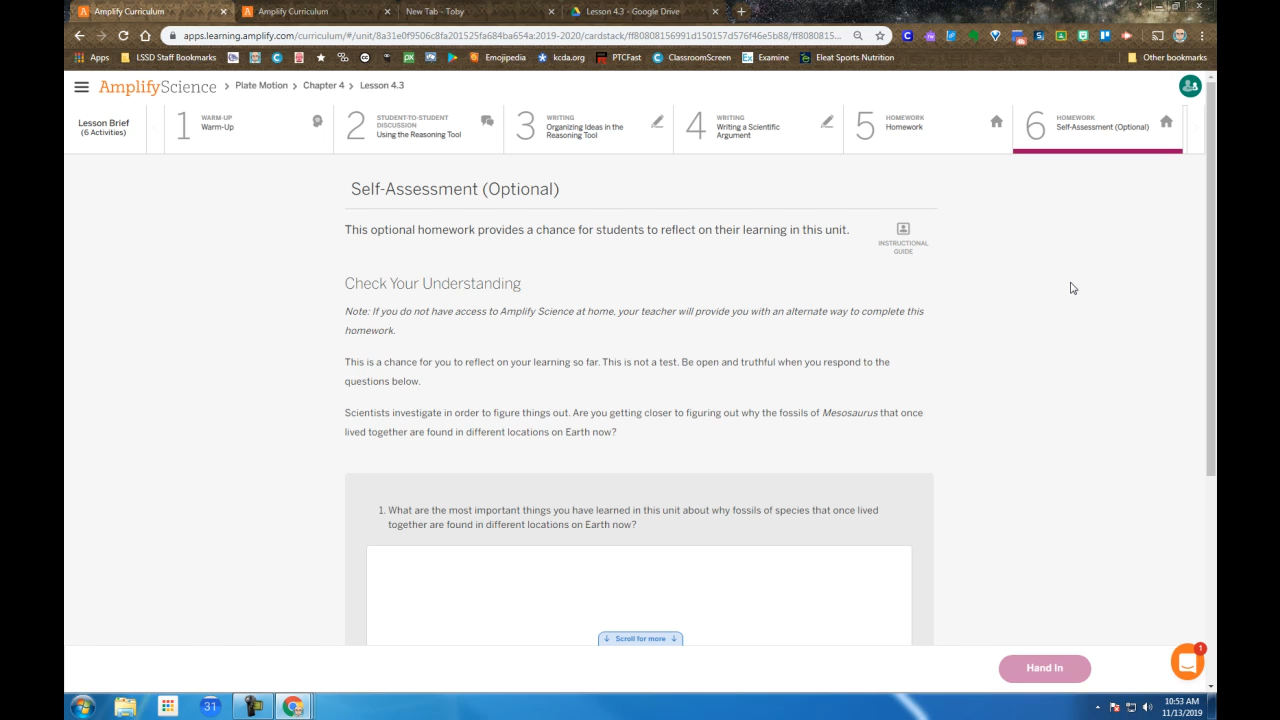 Amplify Curriculum
Amplify Curriculum
New Tab - Toby
Lesson 4.3 - Google Drive
apps.learning.amplify.com/curriculum/#/unit/8a31e0f9506c8fa201525fa684ba654a:2019-2020/cardstack/ff80808156991d150157d576f46e5b88/ff8080815...
Apps
LSSD Staff Bookmarks
Emojipedia
kcda.org
PTCFast
ClassroomScreen
Examine
Eleat Sports Nutrition
Other bookmarks
AmplifyScience > Plate Motion > Chapter 4 > Lesson 4.3
Lesson Brief
(6 Activities)
1
WARM-UP
Warm-Up
2
STUDENT-TO-STUDENT
DISCUSSION
Using the Reasoning Tool
3
WRITING
Organizing Ideas in the
Reasoning Tool
4
WRITING
Writing a Scientific
Argument
5
HOMEWORK
Homework
6
HOMEWORK
Self-Assessment (Optional)
Self-Assessment (Optional)
This optional homework provides a chance for students to reflect on their learning in this unit.
INSTRUCTIONAL
GUIDE
Check Your Understanding
Note: If you do not have access to Amplify Science at home, your teacher will provide you with an alternate way to complete this
homework.
This is a chance for you to reflect on your learning so far. This is not a test. Be open and truthful when you respond to the
questions below.
Scientists investigate in order to figure things out. Are you getting closer to figuring out why the fossils of Mesosaurus that once
lived together are found in different locations on Earth now?
1. What are the most important things you have learned in this unit about why fossils of species that once lived
together are found in different locations on Earth now?
Scroll for more
Hand In
1
31
10:53 AM
11/13/2019